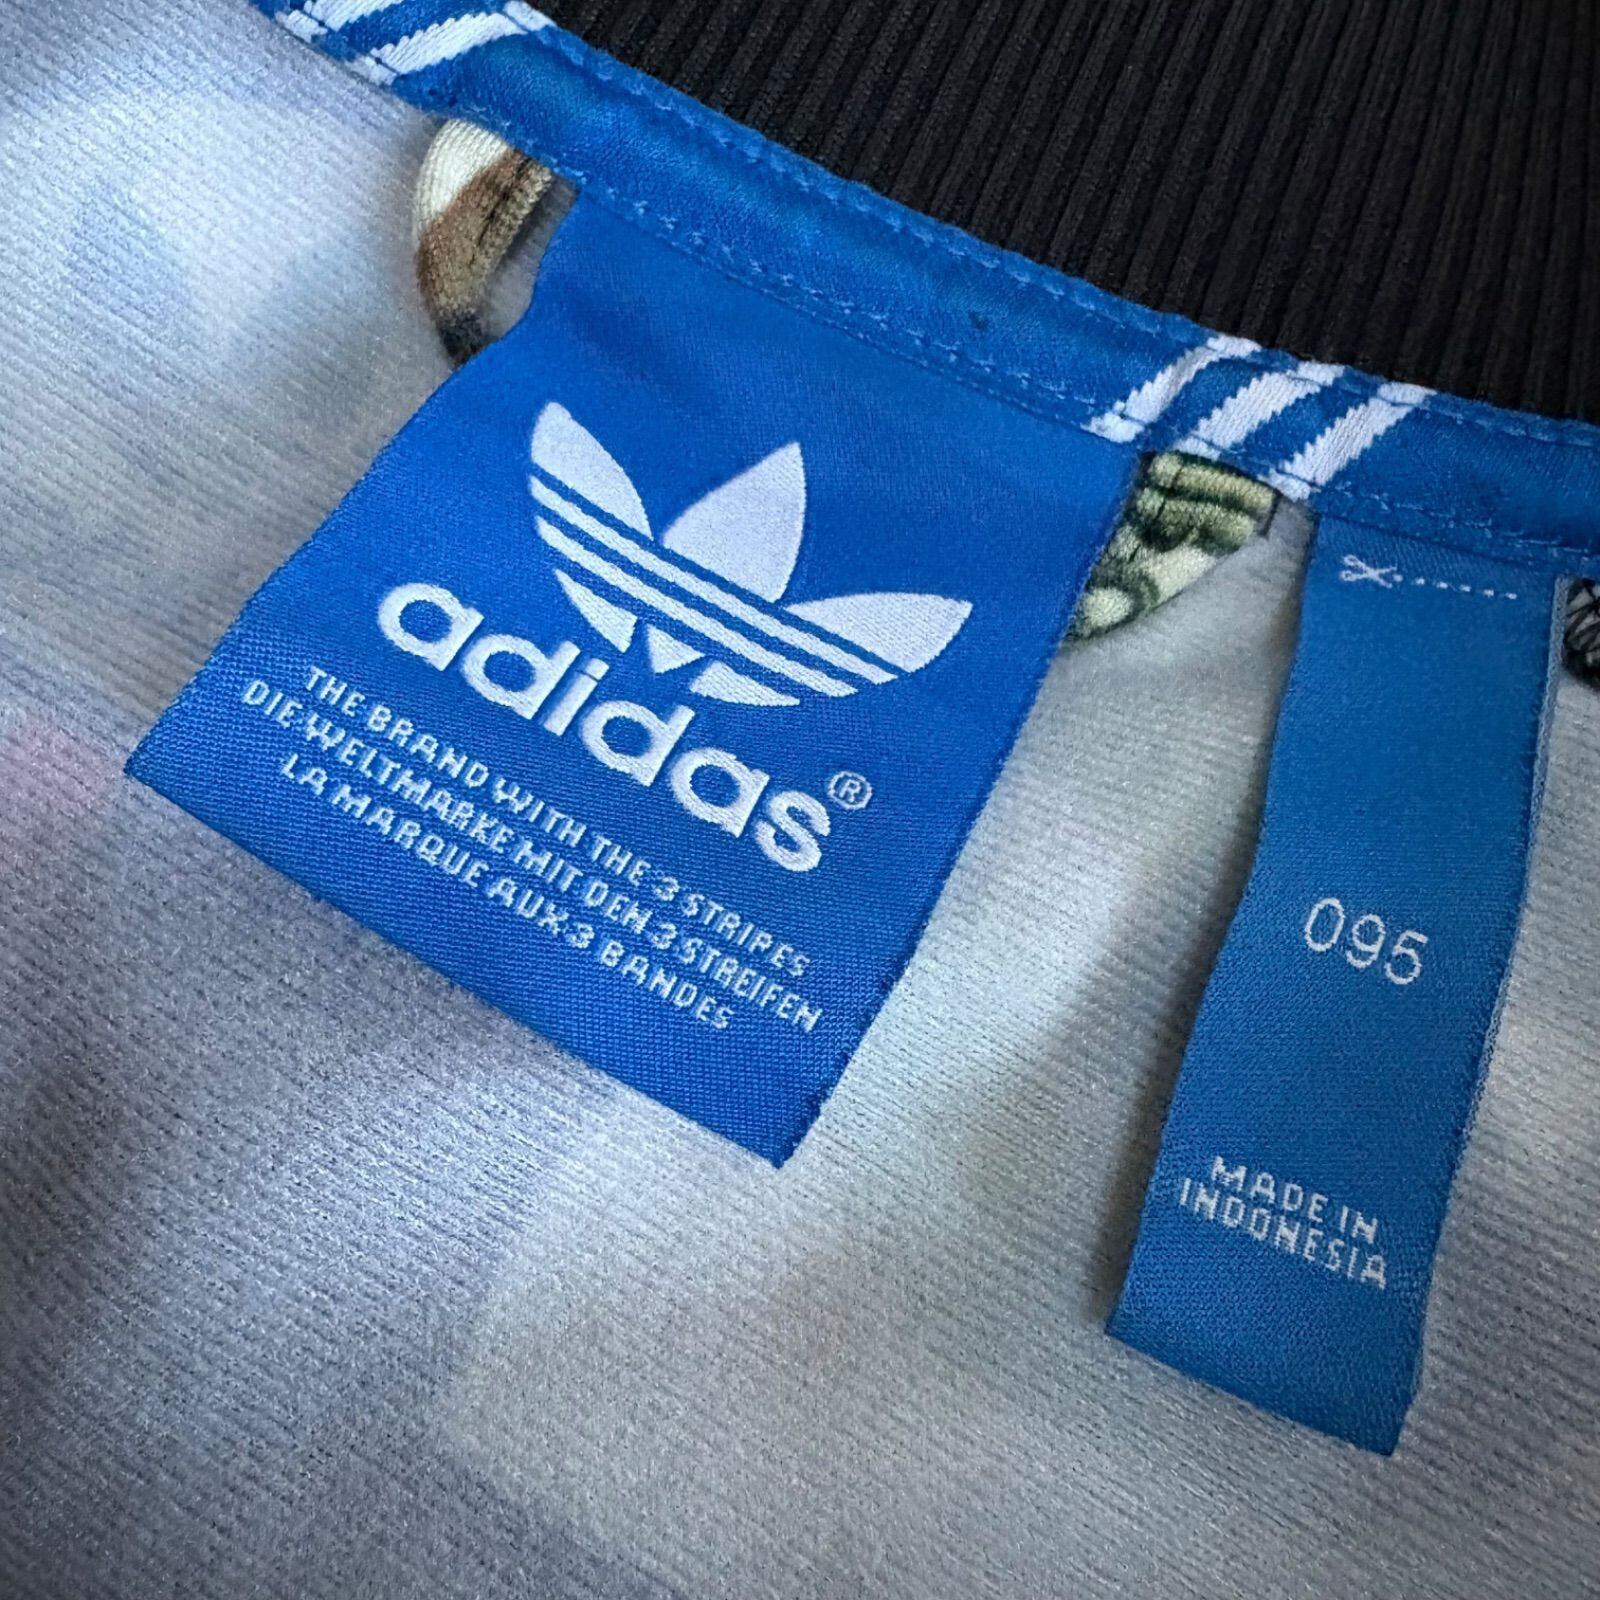 adidas®
THE BRAND WITH THE 3 STRIPES
DIE WELTMARKE MIT DEN 3 STREIFEN
LA MARQUE AUX 3 BANDES
095
MADE IN
INDONESIA